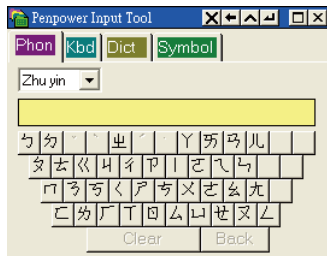 Penpower Input Tool
Phon Kbd Dict Symbol
Zhu yin
ㄅ ㄉ ˇ ˋ ㄓ ˊ ˙ ㄚ ㄞ ㄢ ㄦ
ㄆ ㄊ ㄍ ㄐ ㄔ ㄗ ㄧ ㄛ ㄟ ㄣ
ㄇ ㄋ ㄎ ㄑ ㄕ ㄘ ㄨ ㄜ ㄠ ㄤ
ㄈ ㄌ ㄏ ㄒ ㄖ ㄙ ㄩ ㄝ ㄡ ㄥ
Clear Back